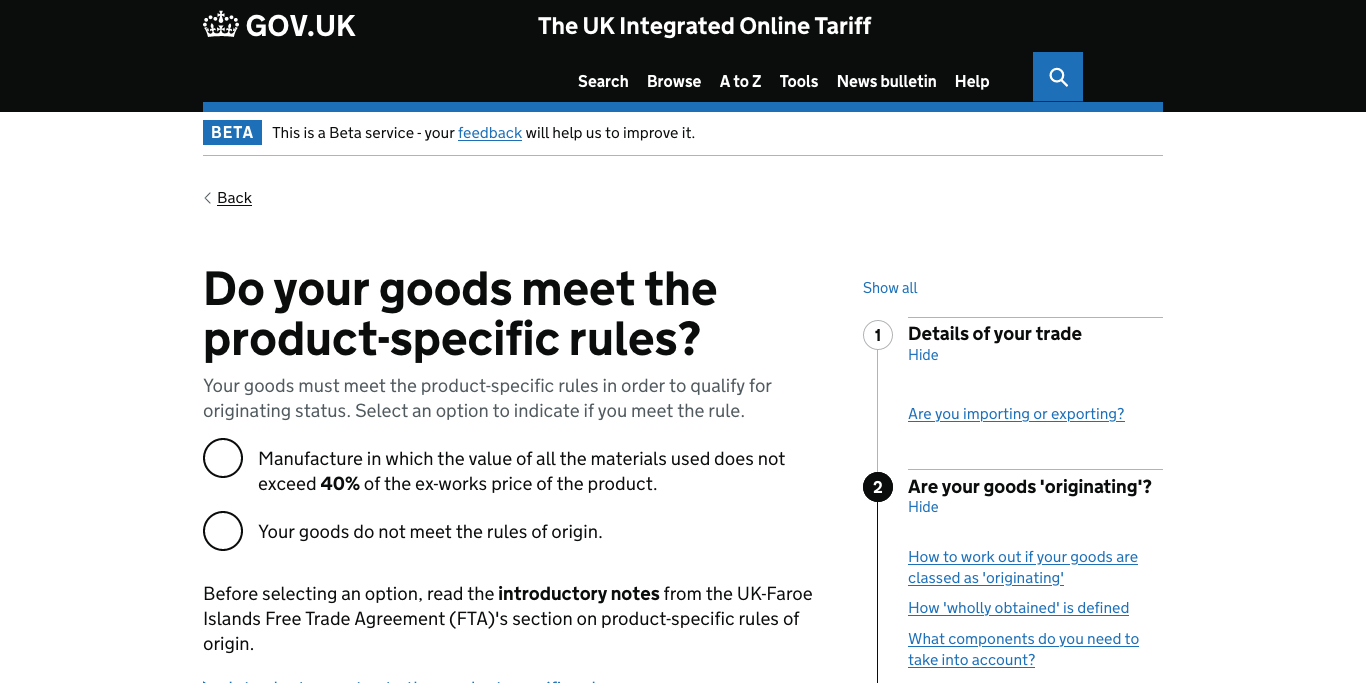 GOV.UK
The UK Integrated Online Tariff
Search Browse A to Z Tools News bulletin Help
BETA This is a Beta service - your feedback will help us to improve it.
Back
Do your goods meet the
product-specific rules?
Your goods must meet the product-specific rules in order to qualify for
originating status. Select an option to indicate if you meet the rule.
Manufacture in which the value of all the materials used does not
exceed 40% of the ex-works price of the product.
Your goods do not meet the rules of origin.
Before selecting an option, read the introductory notes from the UK-Faroe
Islands Free Trade Agreement (FTA)'s section on product-specific rules of
origin.
Show all
1 Details of your trade
Hide
Are you importing or exporting?
2 Are your goods 'originating'?
Hide
How to work out if your goods are
classed as 'originating'
How 'wholly obtained' is defined
What components do you need to
take into account?